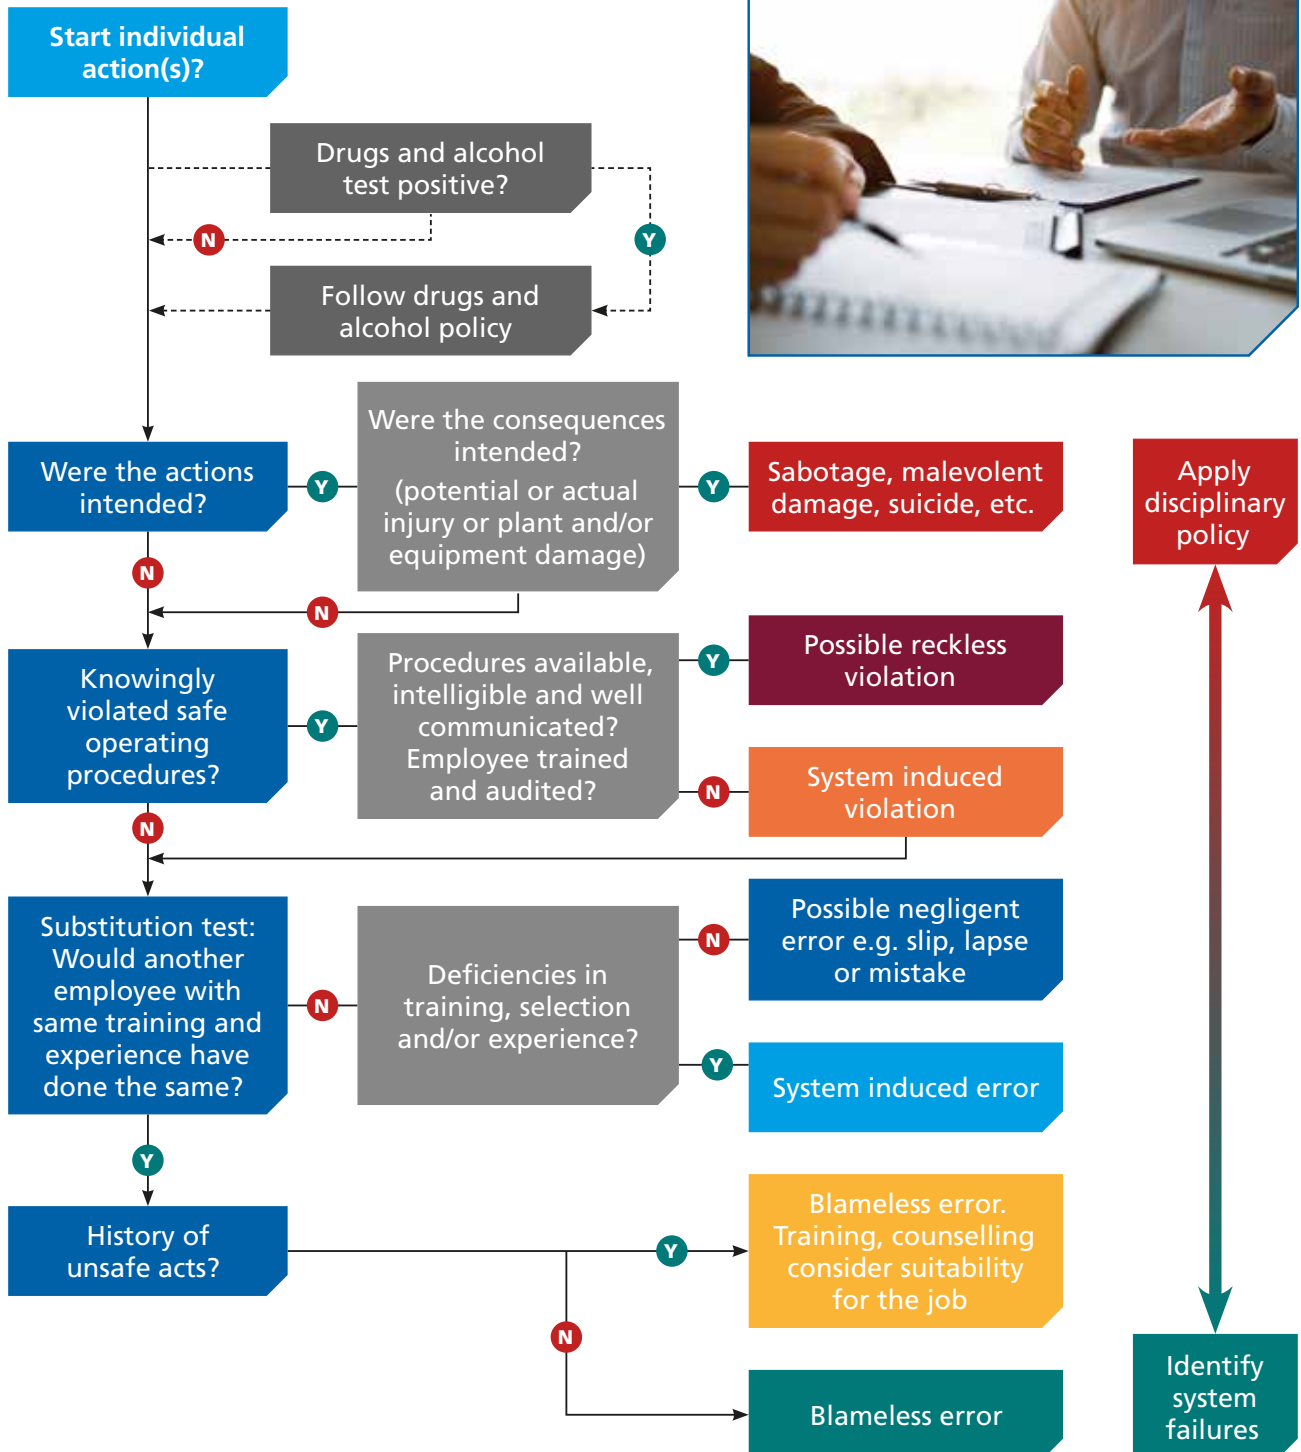 Start individual
action(s)?
Drugs and alcohol
test positive?
N
Y
Follow drugs and
alcohol policy
Were the actions
intended?
Y
Were the consequences
intended?
(potential or actual
injury or plant and/or
equipment damage)
Y
Sabotage, malevolent
damage, suicide, etc.
Apply
disciplinary
policy
N
N
Knowingly
violated safe
operating
procedures?
Y
Procedures available,
intelligible and well
communicated?
Employee trained
and audited?
Y
Possible reckless
violation
N
System induced
violation
N
Substitution test:
Would another
employee with
same training and
experience have
done the same?
N
Deficiencies in
training, selection
and/or experience?
N
Possible negligent
error e.g. slip, lapse
or mistake
Y
System induced error
Y
History of
unsafe acts?
Y
Blameless error.
Training, counselling
consider suitability
for the job
N
Blameless error
Identify
system
failures